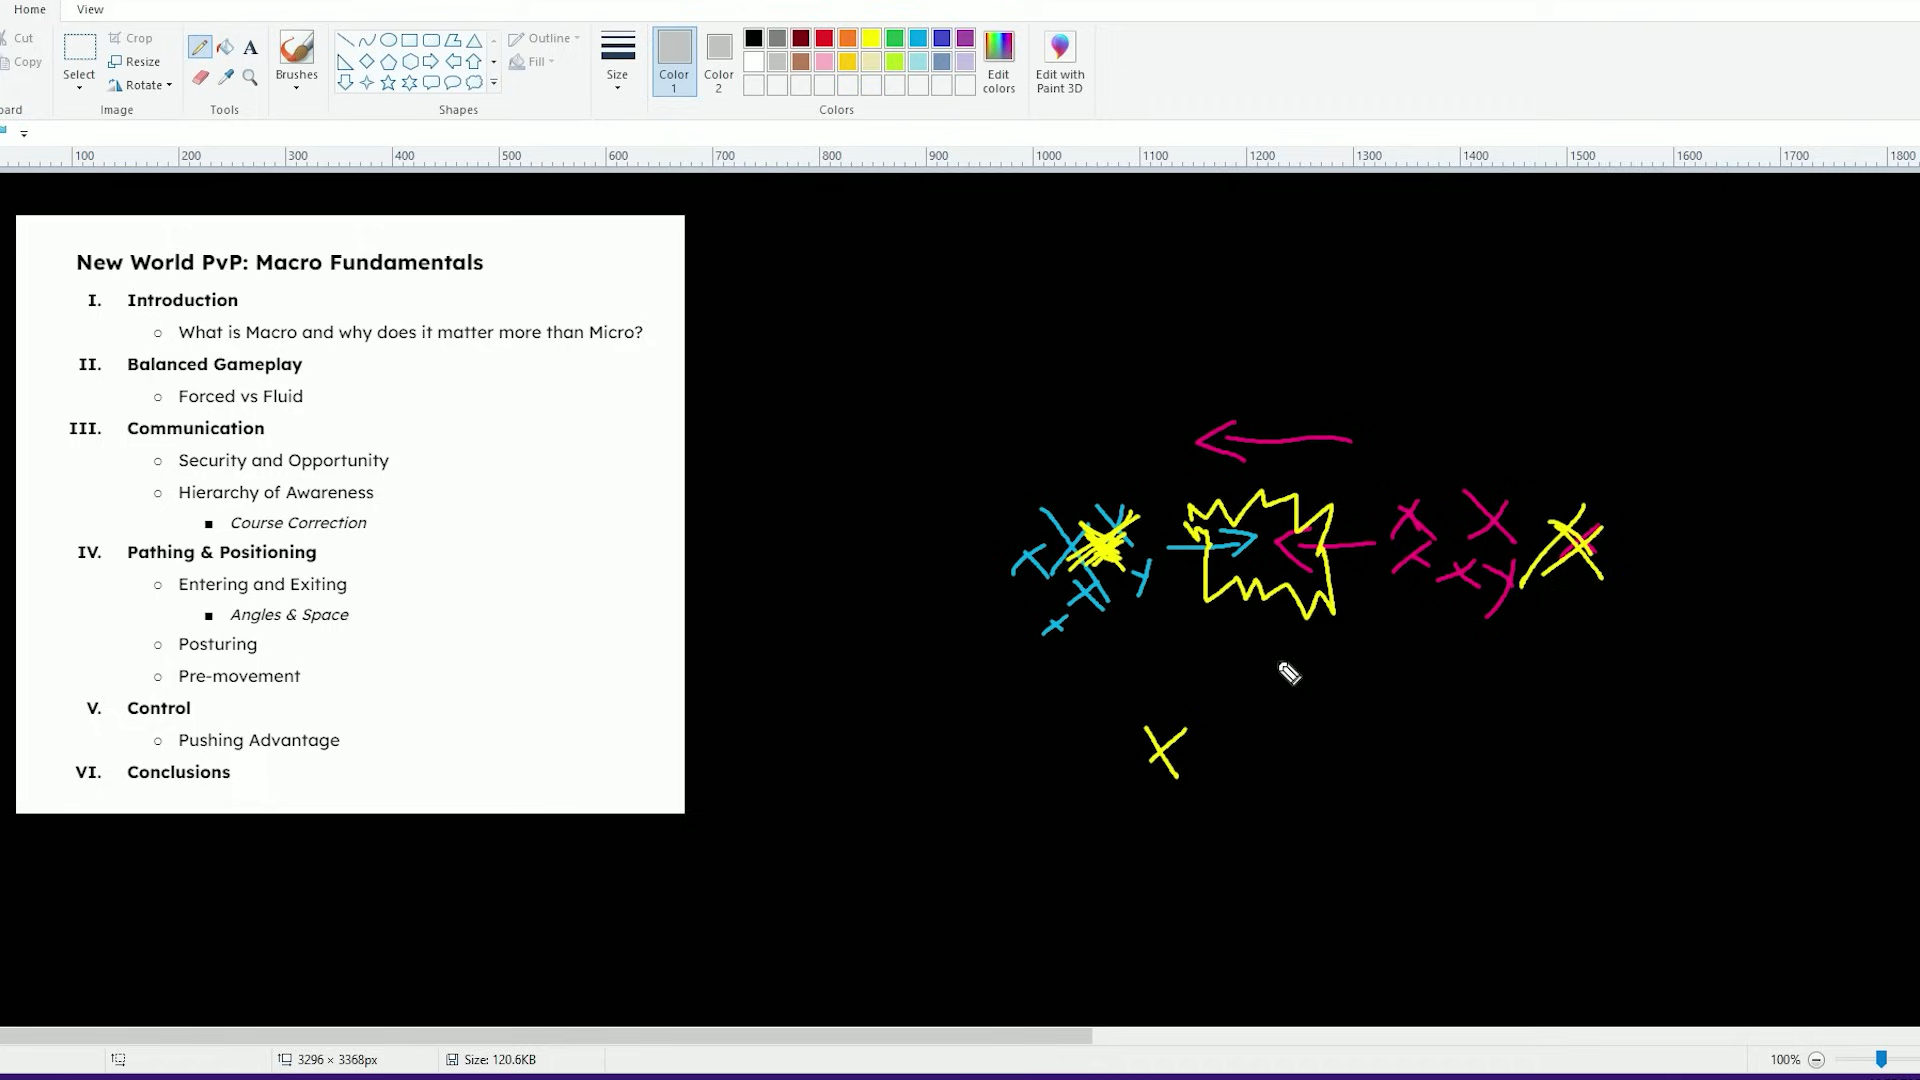 Home View
Cut
Copy
Select
Crop
Resize
Rotate
Image
A
Tools
Brushes
Outline
Fill
Shapes
Size
Color 1
Color 2
Edit colors
Edit with Paint 3D
Colors
100 200 300 400 500 600 700 800 900 1000 1100 1200 1300 1400 1500 1600 1700 1800
New World PvP: Macro Fundamentals
I. Introduction
○ What is Macro and why does it matter more than Micro?
II. Balanced Gameplay
○ Forced vs Fluid
III. Communication
○ Security and Opportunity
○ Hierarchy of Awareness
■ Course Correction
IV. Pathing & Positioning
○ Entering and Exiting
■ Angles & Space
○ Posturing
○ Pre-movement
V. Control
○ Pushing Advantage
VI. Conclusions
3296 × 3368px Size: 120.6KB 100%